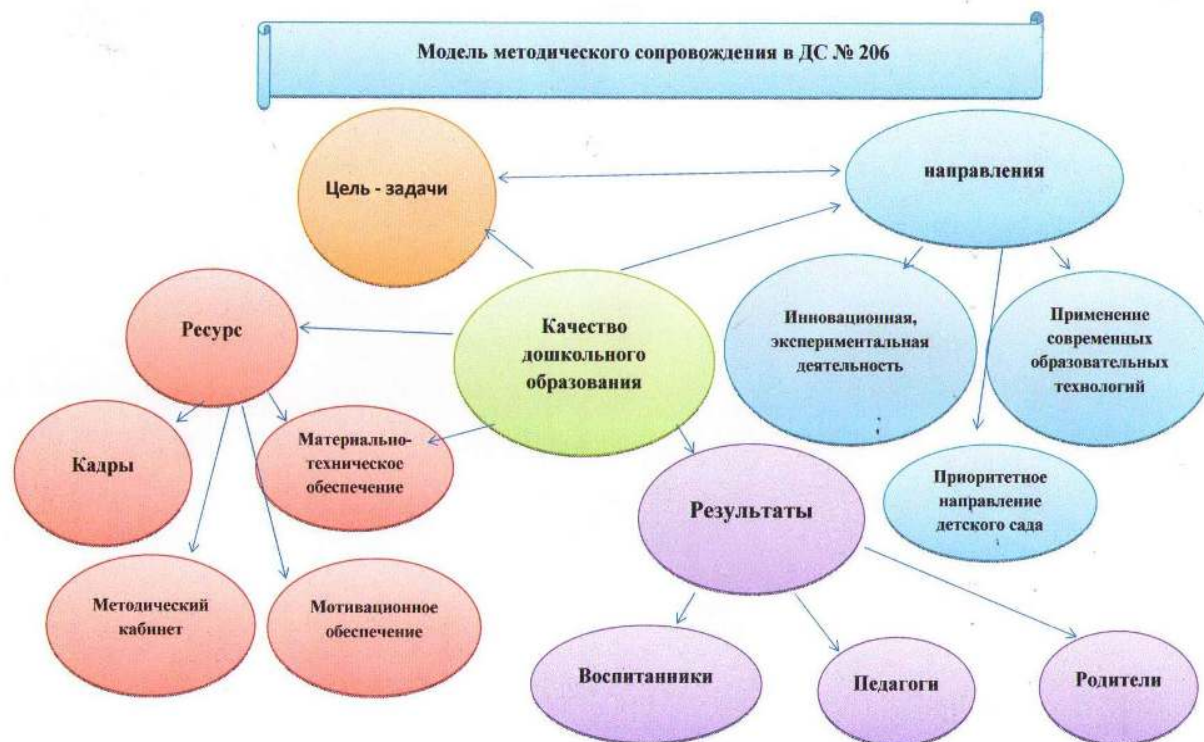 Модель методического сопровождения в ДС № 206
Цель - задачи
направления
Ресурс
Качество
дошкольного
образования
Инновационная,
экспериментальная
деятельность
Применение
современных
образовательных
технологий
Кадры
Материально-
техническое
обеспечение
Результаты
Приоритетное
направление
детского сада
Методический
кабинет
Мотивационное
обеспечение
Воспитанники
Педагоги
Родители